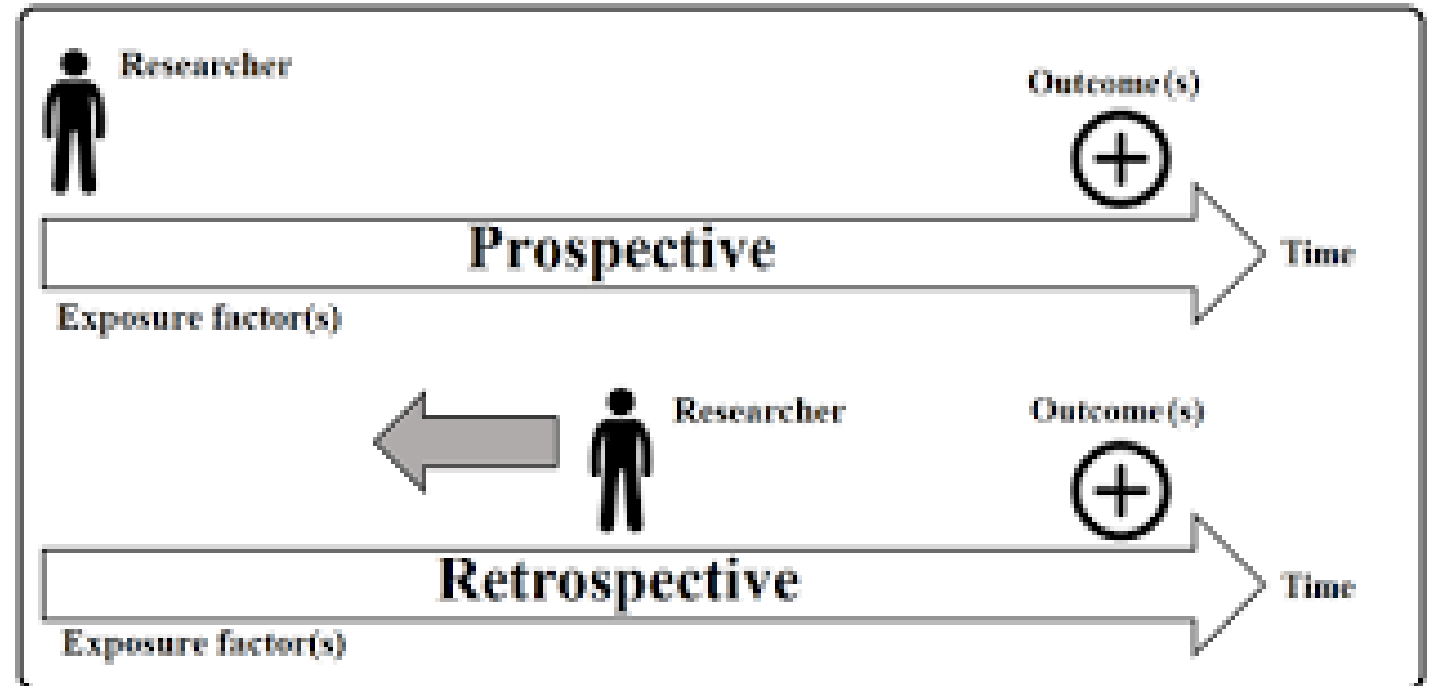 Researcher
Outcome(s)
Prospective
Time
Exposure factor(s)
Researcher
Outcome(s)
Retrospective
Time
Exposure factor(s)